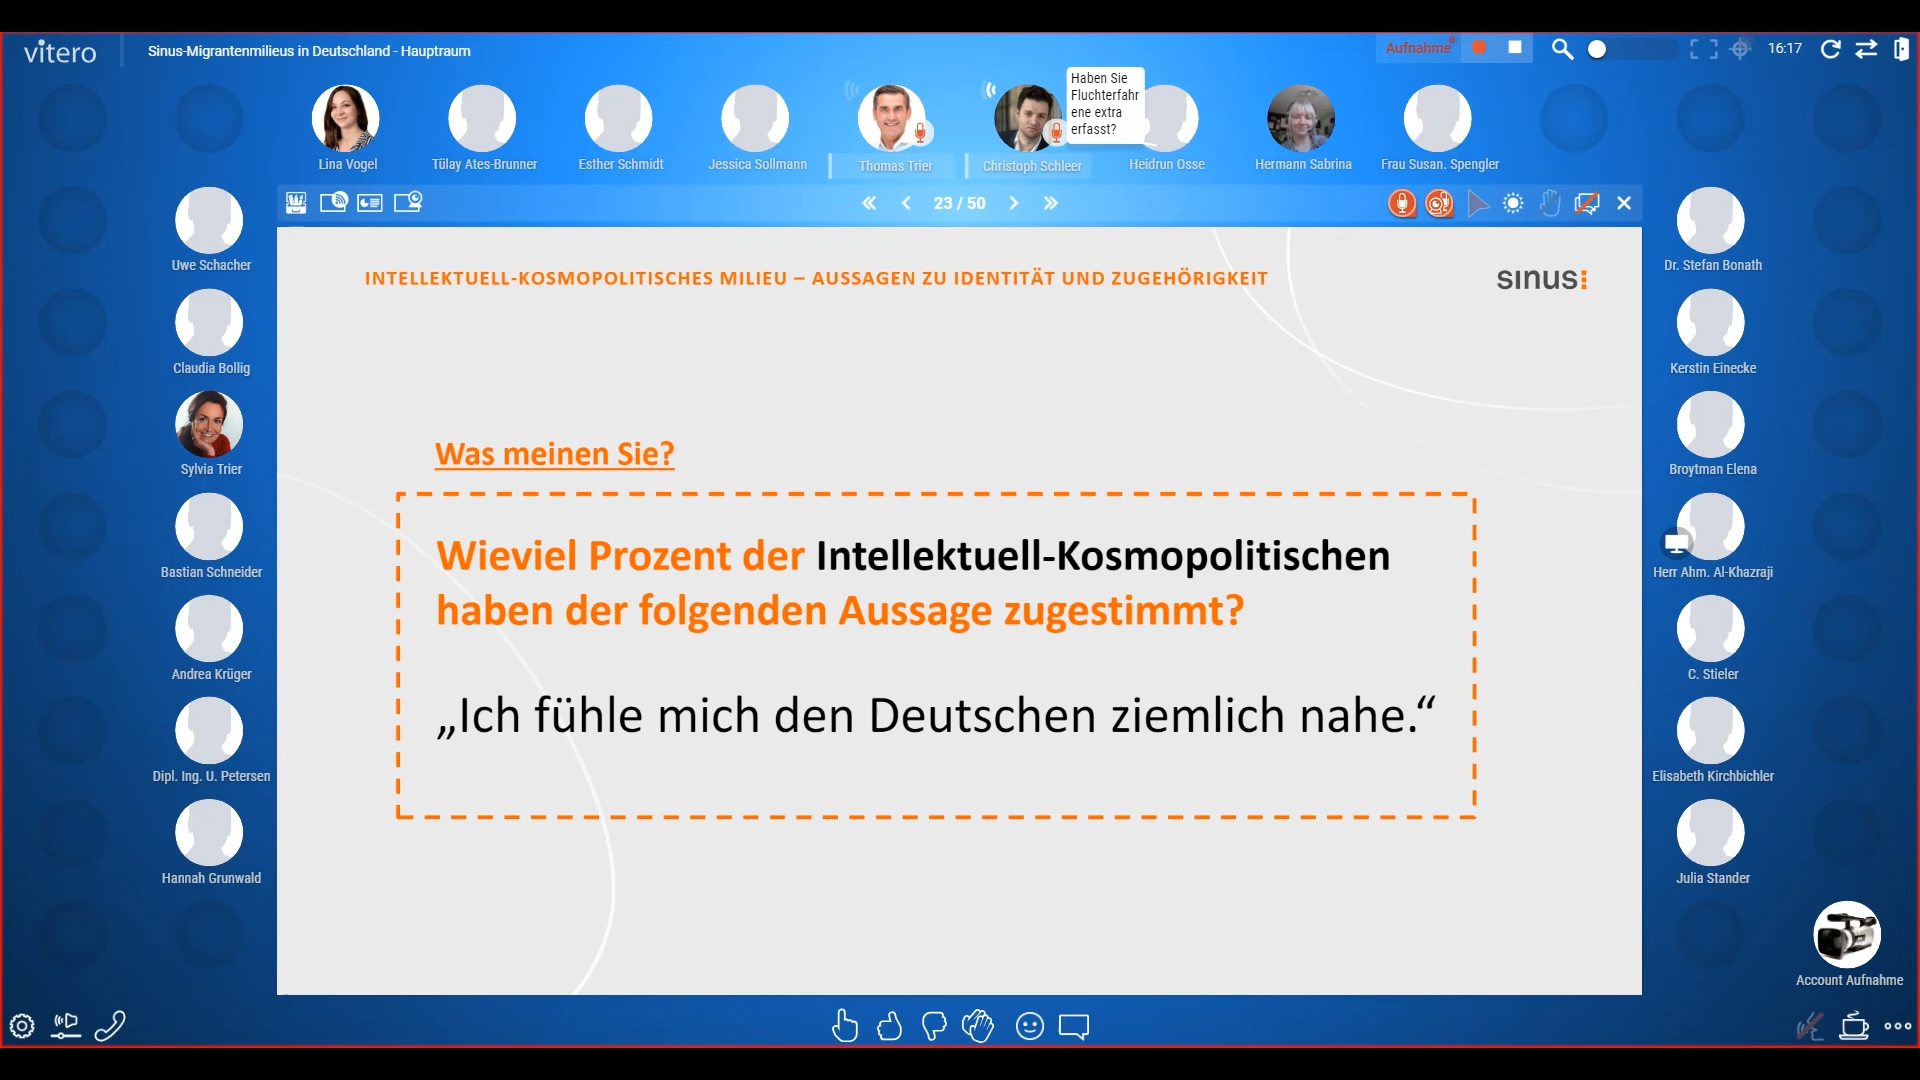 vitero
Sinus-Migrantenmilieus in Deutschland - Hauptraum
Aufnahme
16:17
Haben Sie
Fluchterfahr
ene extra
erfasst?
Lina Vogel
Tülay Ates-Brunner
Esther Schmidt
Jessica Sollmann
Thomas Trier
Christoph Schleer
Heidrun Osse
Hermann Sabrina
Frau Susan. Spengler
23 / 50
Uwe Schacher
Claudia Bollig
Sylvia Trier
Bastian Schneider
Andrea Krüger
Dipl. Ing. U. Petersen
Hannah Grunwald
INTELLEKTUELL-KOSMOPOLITISCHES MILIEU – AUSSAGEN ZU IDENTITÄT UND ZUGEHÖRIGKEIT
sınus
Was meinen Sie?
Wieviel Prozent der Intellektuell-Kosmopolitischen
haben der folgenden Aussage zugestimmt?
„Ich fühle mich den Deutschen ziemlich nahe.“
Dr. Stefan Bonath
Kerstin Einecke
Broytman Elena
Herr Ahm. Al-Khazraji
C. Stieler
Elisabeth Kirchbichler
Julia Stander
Account Aufnahme